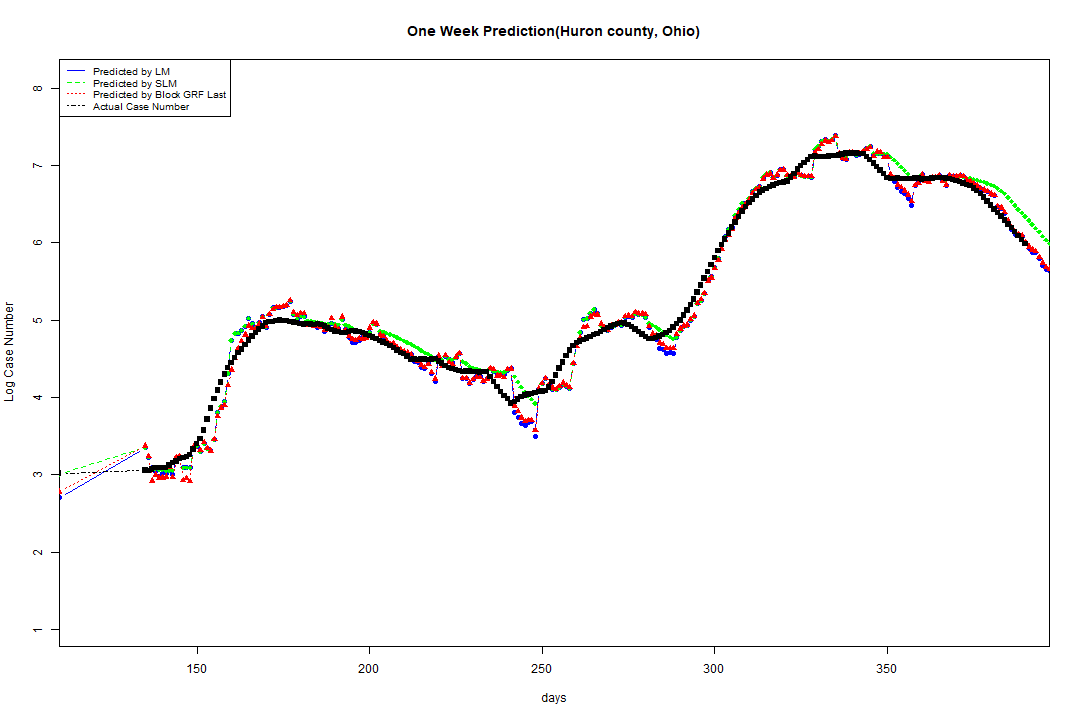 One Week Prediction(Huron county, Ohio)
Predicted by LM
Predicted by SLM
Predicted by Block GRF Last
Actual Case Number
Log Case Number
8
7
6
5
4
3
2
1
150 200 250 300 350
days